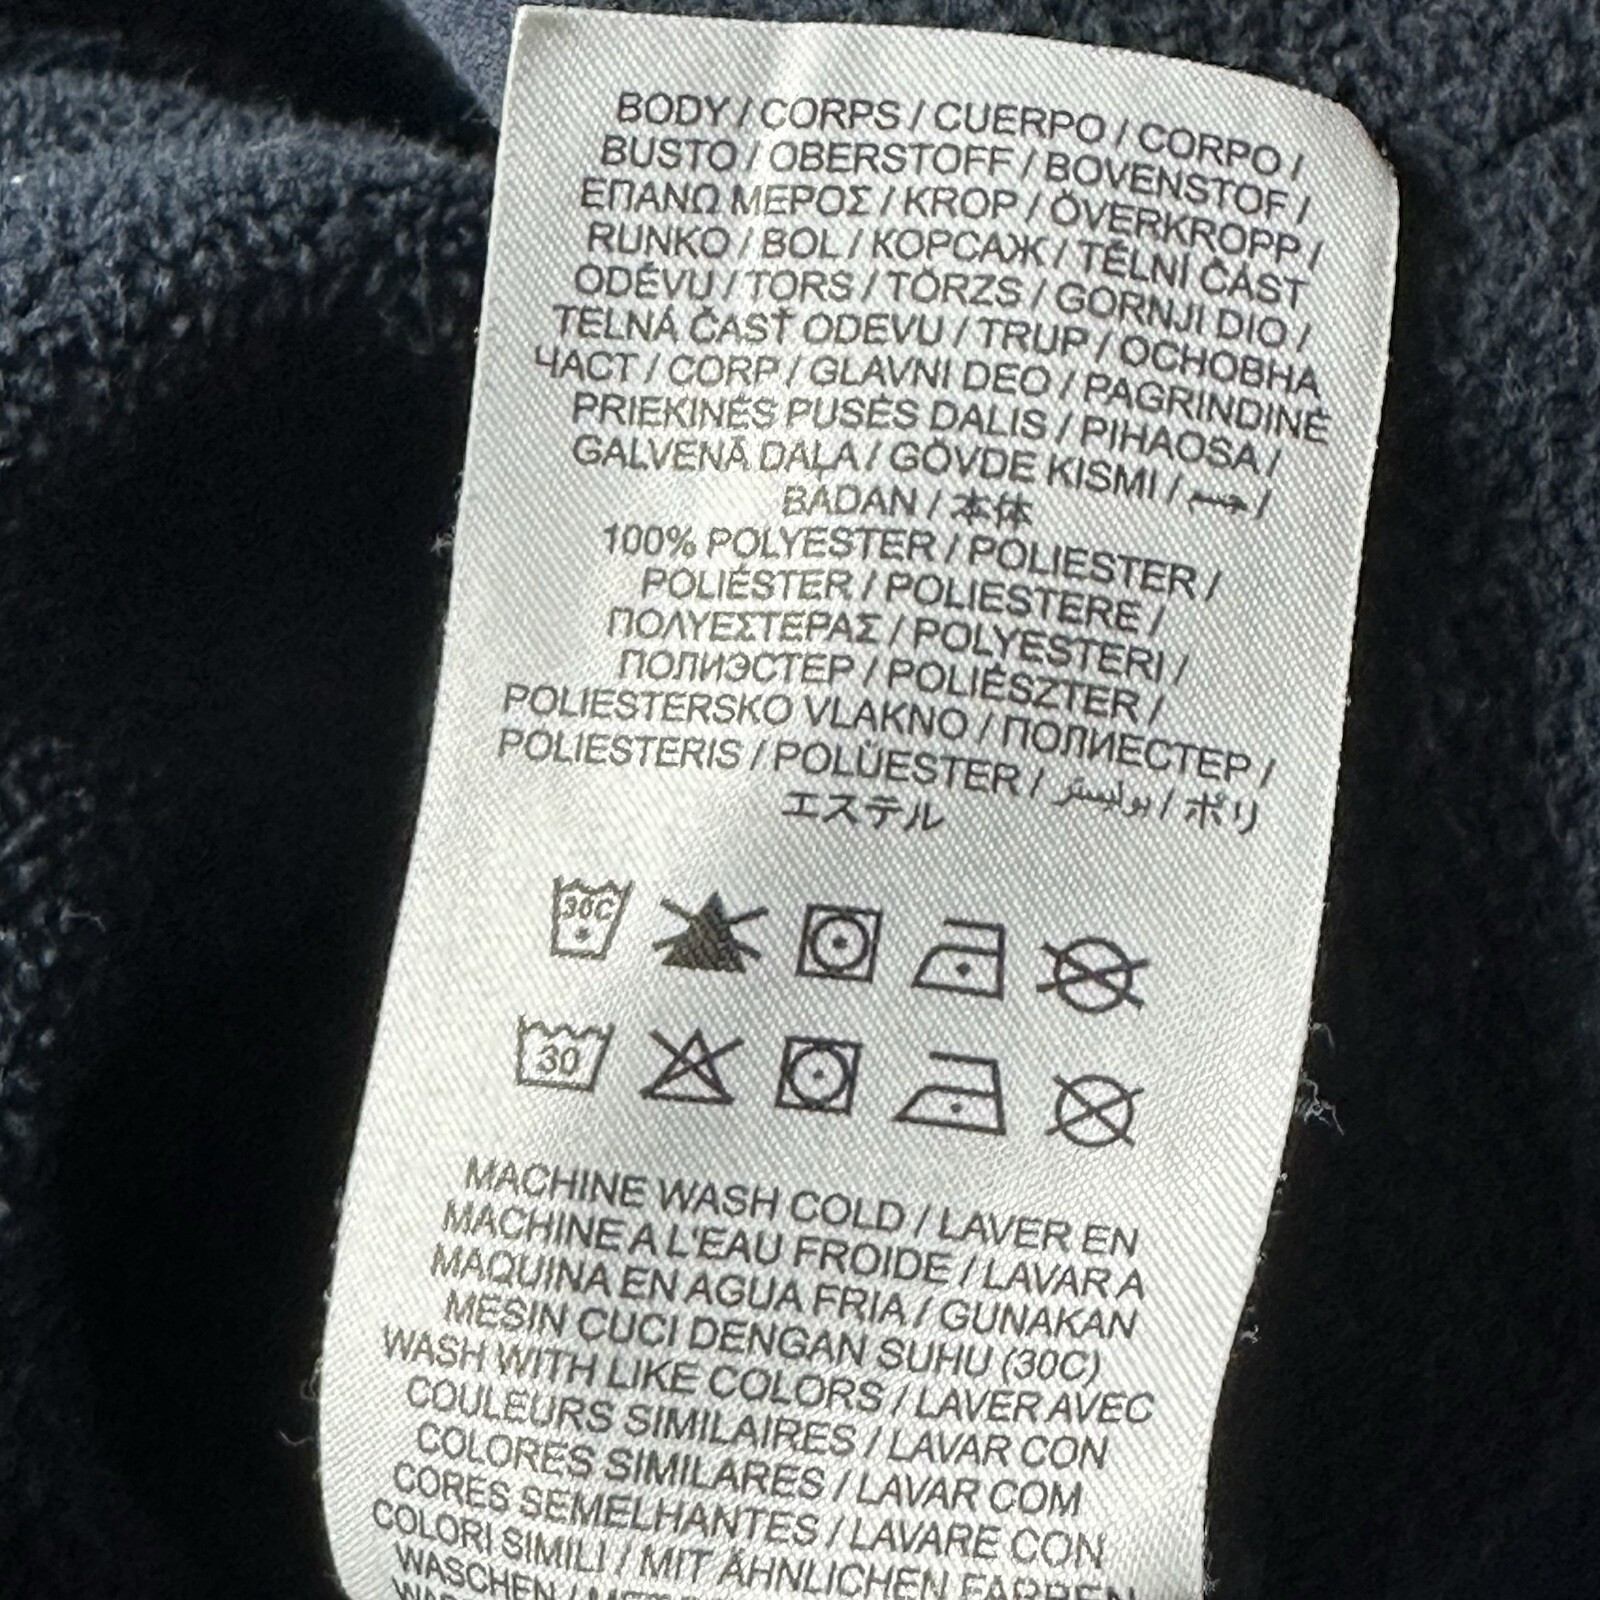 BODY / CORPS / CUERPO / CORPO /
BUSTO / OBERSTOFF / BOVENSTOF /
ΕΠΑΝΩ ΜΕΡΟΣ / KROP / ÖVERKROPP /
RUNKO / BOL / КОРСАЖ / TĚLNÍ ČÁST
ODĚVU / TORS / TÖRZS / GORNJI DIO /
TELNÁ ČASŤ ODEVU / TRUP / ОСНОВНА
ЧАСТ / CORP / GLAVNI DEO / PAGRINDINĖ
PRIEKINĖS PUSĖS DALIS / PIHAOSA /
GALVENĀ DAĻA / GÖVDE KISMI / جسم /
BADAN / 本体
100% POLYESTER / POLIESTER /
POLIÉSTER / POLIESTERE /
ΠΟΛΥΕΣΤΕΡΑΣ / POLYESTERI /
ПОЛИЭСТЕР / POLIÉSZTER /
POLIESTERSKO VLAKNO / ПОЛИЕСТЕР /
POLIESTERIS / POLÜESTER / بوليستر / ポリ
エステル
30C
30
MACHINE WASH COLD / LAVER EN
MACHINE A L'EAU FROIDE / LAVAR A
MAQUINA EN AGUA FRIA / GUNAKAN
MESIN CUCI DENGAN SUHU (30C)
WASH WITH LIKE COLORS / LAVER AVEC
COULEURS SIMILAIRES / LAVAR CON
COLORES SIMILARES / LAVAR COM
CORES SEMELHANTES / LAVARE CON
COLORI SIMILI / MIT ÄHNLICHEN FARBEN
WASCHEN /